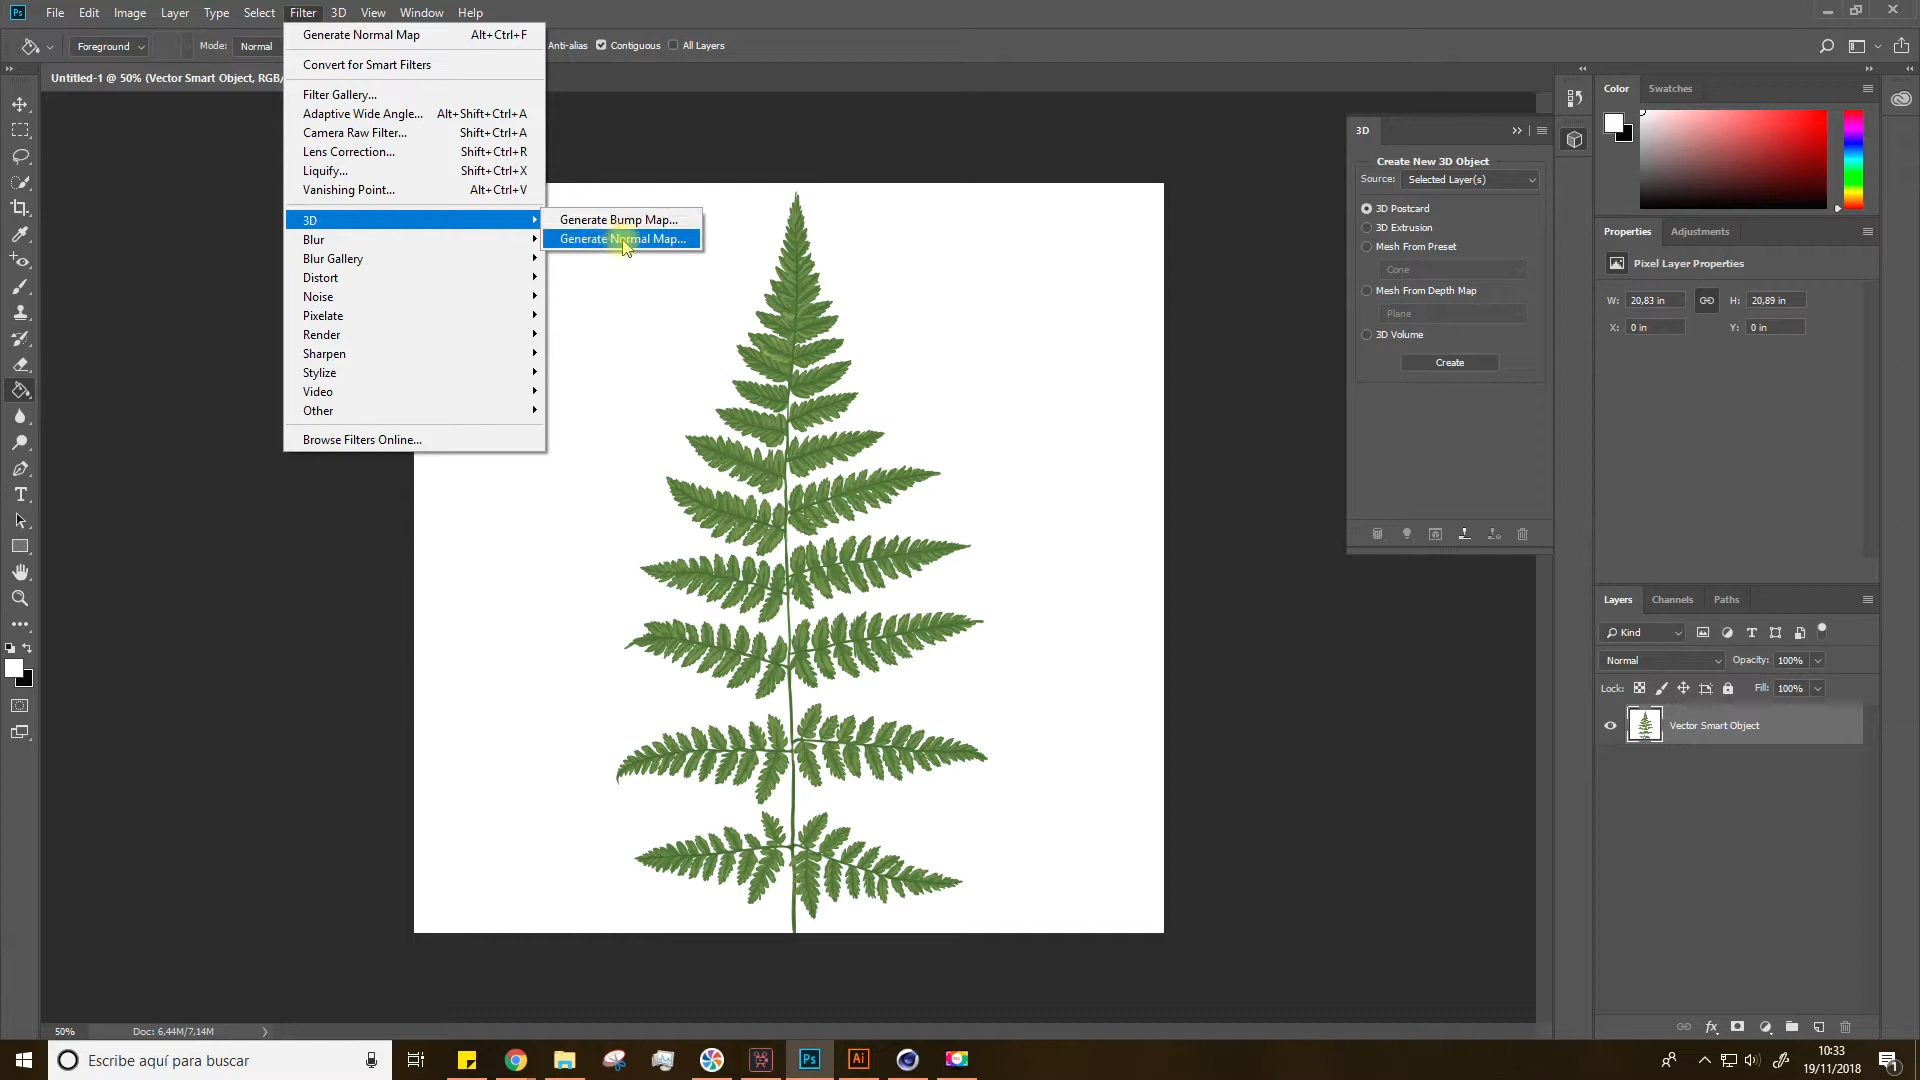 Ps File Edit Image Layer Type Select Filter 3D View Window Help
Foreground Mode: Normal Anti-alias Contiguous All Layers
Untitled-1 @ 50% (Vector Smart Object, RGB/
Generate Normal Map Alt+Ctrl+F
Convert for Smart Filters
Filter Gallery...
Adaptive Wide Angle... Alt+Shift+Ctrl+A
Camera Raw Filter... Shift+Ctrl+A
Lens Correction... Shift+Ctrl+R
Liquify... Shift+Ctrl+X
Vanishing Point... Alt+Ctrl+V
3D
Blur
Blur Gallery
Distort
Noise
Pixelate
Render
Sharpen
Stylize
Video
Other
Browse Filters Online...
Generate Bump Map...
Generate Normal Map...
3D
Create New 3D Object
Source: Selected Layer(s)
3D Postcard
3D Extrusion
Mesh From Preset
Cone
Mesh From Depth Map
Plane
3D Volume
Create
Color Swatches
Properties Adjustments
Pixel Layer Properties
W: 20,83 in H: 20,89 in
X: 0 in Y: 0 in
Layers Channels Paths
Kind
Normal Opacity: 100%
Lock: Fill: 100%
Vector Smart Object
fx
50% Doc: 6,44M/7,14M
Escribe aquí para buscar
Ps Ai
10:33
19/11/2018
1